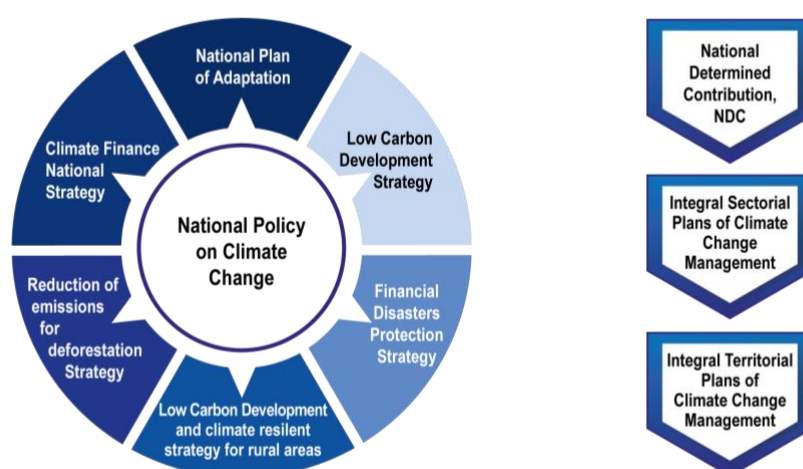 National Plan
of Adaptation
Low Carbon
Development
Strategy
Financial
Disasters
Protection
Strategy
Low Carbon Development
and climate resilent
strategy for rural areas
Reduction of
emissions
for
deforestation
Strategy
Climate Finance
National
Strategy
National Policy
on Climate
Change
National
Determined
Contribution,
NDC
Integral Sectorial
Plans of Climate
Change
Management
Integral Territorial
Plans of
Climate Change
Management